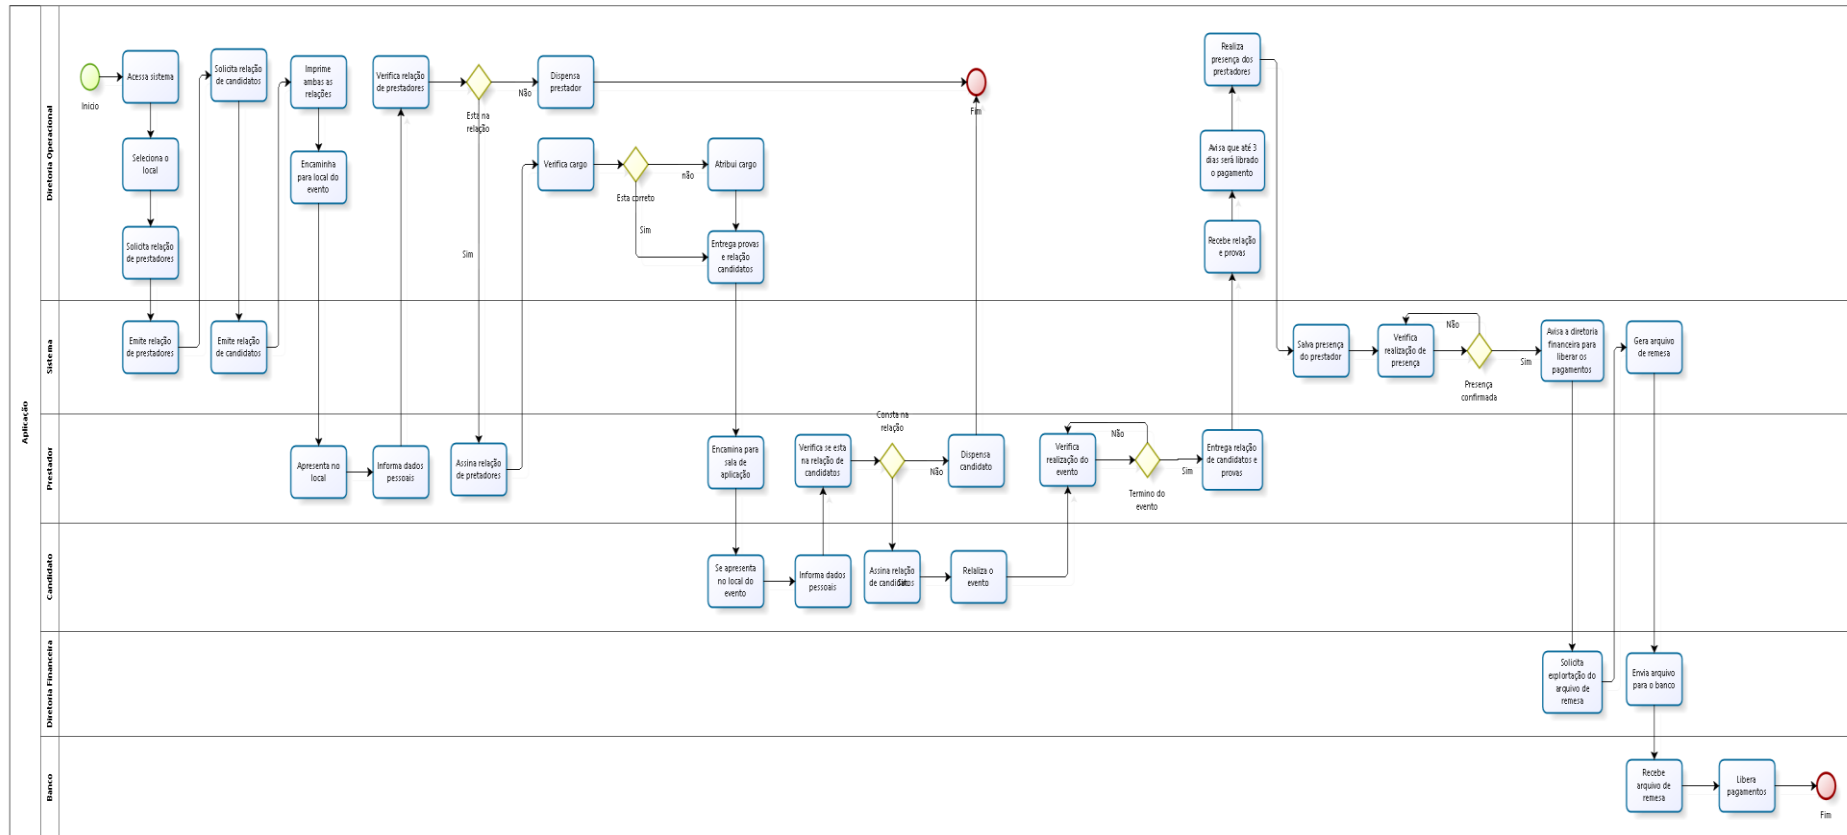 Aplicação
Diretoria Operacional
Inicio
Acessa sistema
Seleciona o
local
Solicita relação
de prestadores
Solicita relação
de candidatos
Imprime
ambas as
relações
Encaminha
para local do
evento
Verifica relação
de prestadores
Esta na
relação
Não
Sim
Dispensa
prestador
Verifica cargo
Esta correto
não
Sim
Atribui cargo
Entrega provas
e relação
candidatos
Fim
Realiza
presença dos
prestadores
Avisa que até 3
dias será librado
o pagamento
Recebe relação
e provas
Sistema
Emite relação
de prestadores
Emite relação
de candidatos
Salva presença
do prestador
Verifica
realização de
presença
Não
Presença
confirmada
Sim
Avisa a diretoria
financeira para
liberar os
pagamentos
Gera arquivo
de remesa
Prestador
Apresenta no
local
Informa dados
pessoais
Assina relação
de pretadores
Encamina para
sala de
aplicação
Verifica se esta
na relação de
candidatos
Consta na
relação
Não
Dispensa
candidato
Verifica
realização do
evento
Não
Termino do
evento
Sim
Entrega relação
de candidatos e
provas
Candidato
Se apresenta
no local do
evento
Informa dados
pessoais
Assina relação
de candidatos
Sim
Relaliza o
evento
Diretoria Financeira
Solicita
explortação do
arquivo de
remesa
Envia arquivo
para o banco
Banco
Recebe
arquivo de
remesa
Libera
pagamentos
Fim